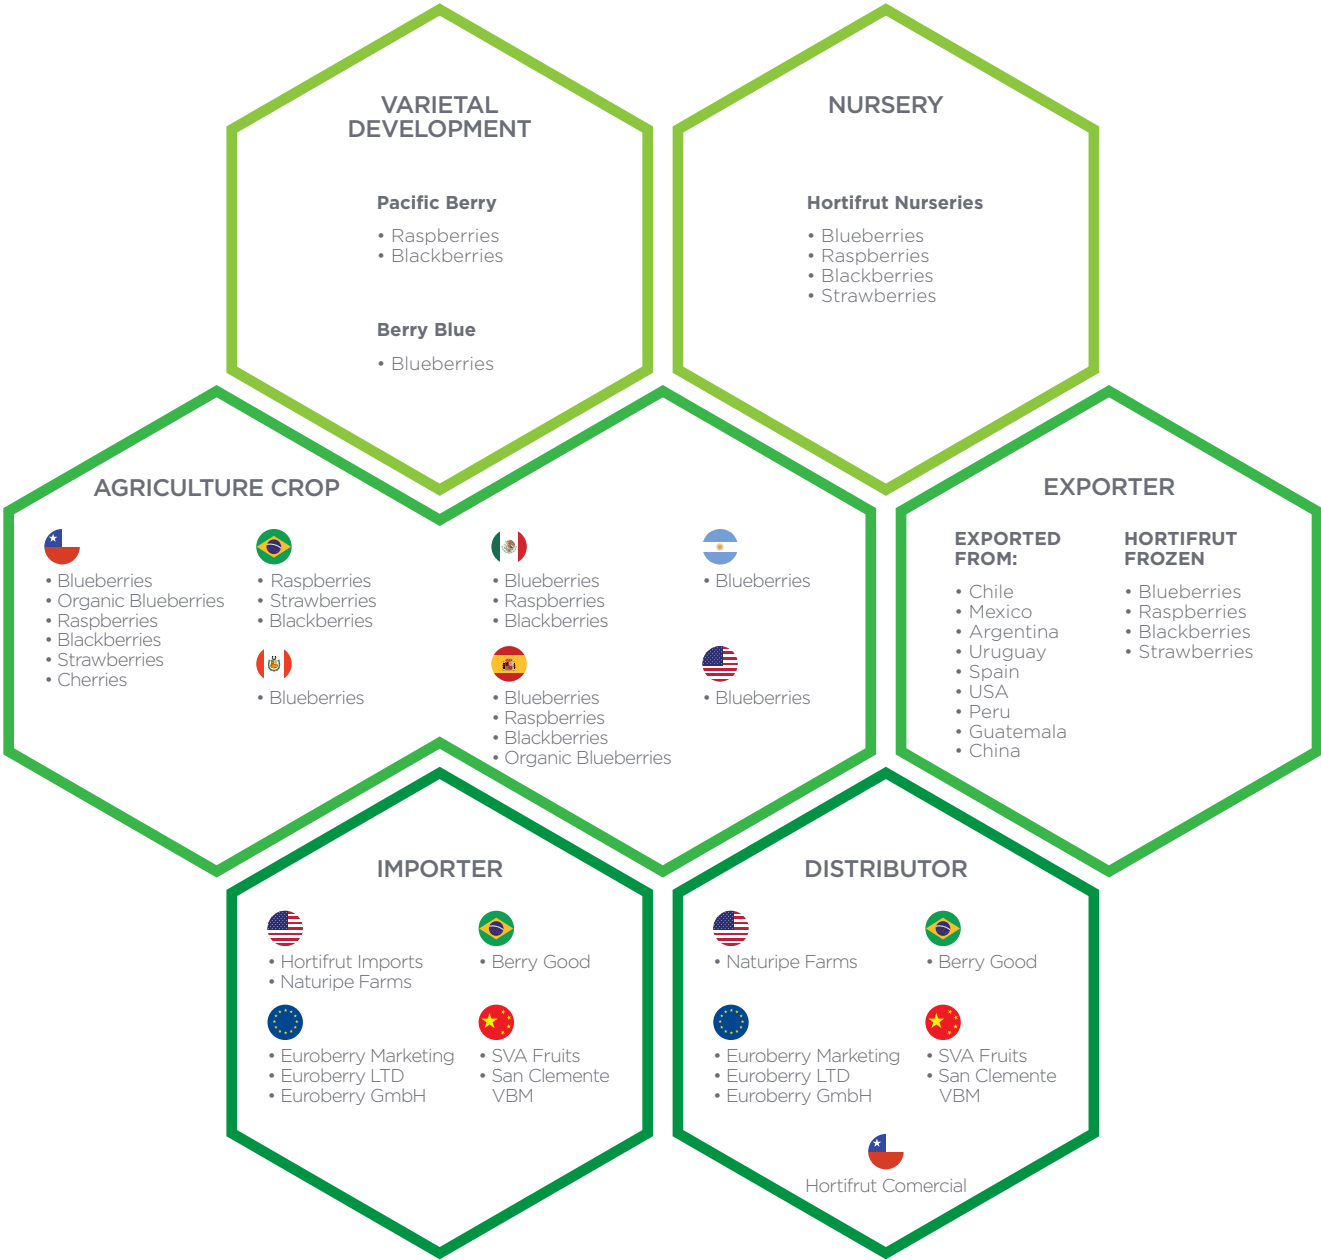 VARIETAL
DEVELOPMENT
Pacific Berry
• Raspberries
• Blackberries
Berry Blue
• Blueberries
NURSERY
Hortifrut Nurseries
• Blueberries
• Raspberries
• Blackberries
• Strawberries
AGRICULTURE CROP
• Blueberries
• Organic Blueberries
• Raspberries
• Blackberries
• Strawberries
• Cherries
• Raspberries
• Strawberries
• Blackberries
• Blueberries
• Blueberries
• Raspberries
• Blackberries
• Blueberries
• Raspberries
• Blackberries
• Organic Blueberries
• Blueberries
• Blueberries
EXPORTER
EXPORTED
FROM:
• Chile
• Mexico
• Argentina
• Uruguay
• Spain
• USA
• Peru
• Guatemala
• China
HORTIFRUT
FROZEN
• Blueberries
• Raspberries
• Blackberries
• Strawberries
IMPORTER
• Hortifrut Imports
• Naturipe Farms
• Berry Good
• Euroberry Marketing
• Euroberry LTD
• Euroberry GmbH
• SVA Fruits
• San Clemente
VBM
DISTRIBUTOR
• Naturipe Farms
• Berry Good
• Euroberry Marketing
• Euroberry LTD
• Euroberry GmbH
• SVA Fruits
• San Clemente
VBM
Hortifrut Comercial